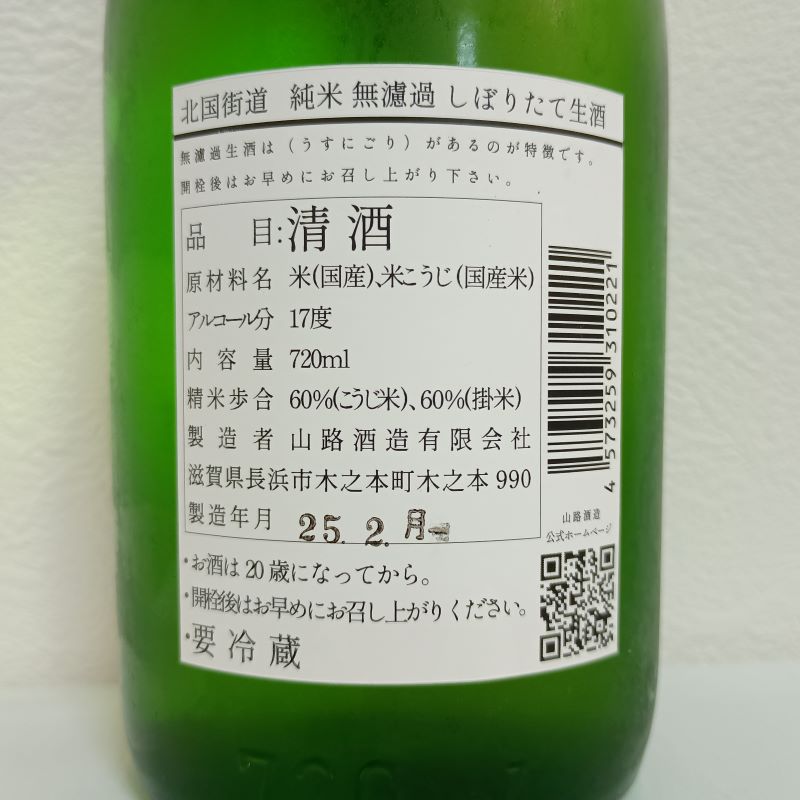 北国街道 純米 無濾過 しぼりたて生酒
無濾過生酒は（うすにごり）があるのが特徴です。
開栓後はお早めにお召し上がり下さい。
品目:清酒
原材料名 米(国産)、米こうじ(国産米)
アルコール分 17度
内容量 720ml
精米歩合 60%(こうじ米)、60%(掛米)
製造者 山路酒造有限会社
滋賀県長浜市木之本町木之本990
製造年月 25.2.月
・お酒は20歳になってから。
・開栓後はお早めにお召し上がりください。
・要冷蔵
4 573259 310221
山路酒造
公式ホームページ